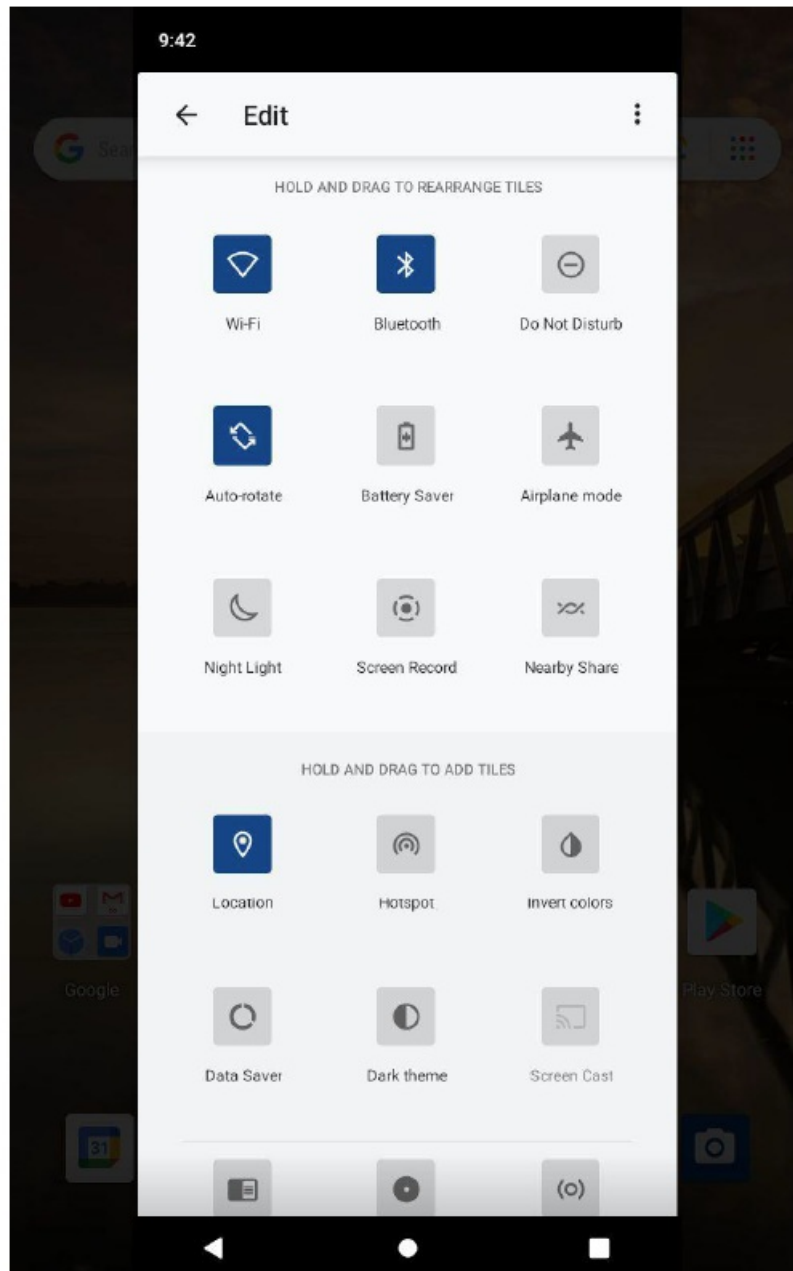 9:42
Edit
Sea
HOLD AND DRAG TO REARRANGE TILES
Wi-Fi Bluetooth Do Not Disturb
Auto-rotate Battery Saver Airplane mode
Night Light Screen Record Nearby Share
HOLD AND DRAG TO ADD TILES
Location Hotspot Invert colors
Google Play Store
Data Saver Dark theme Screen Cast
31